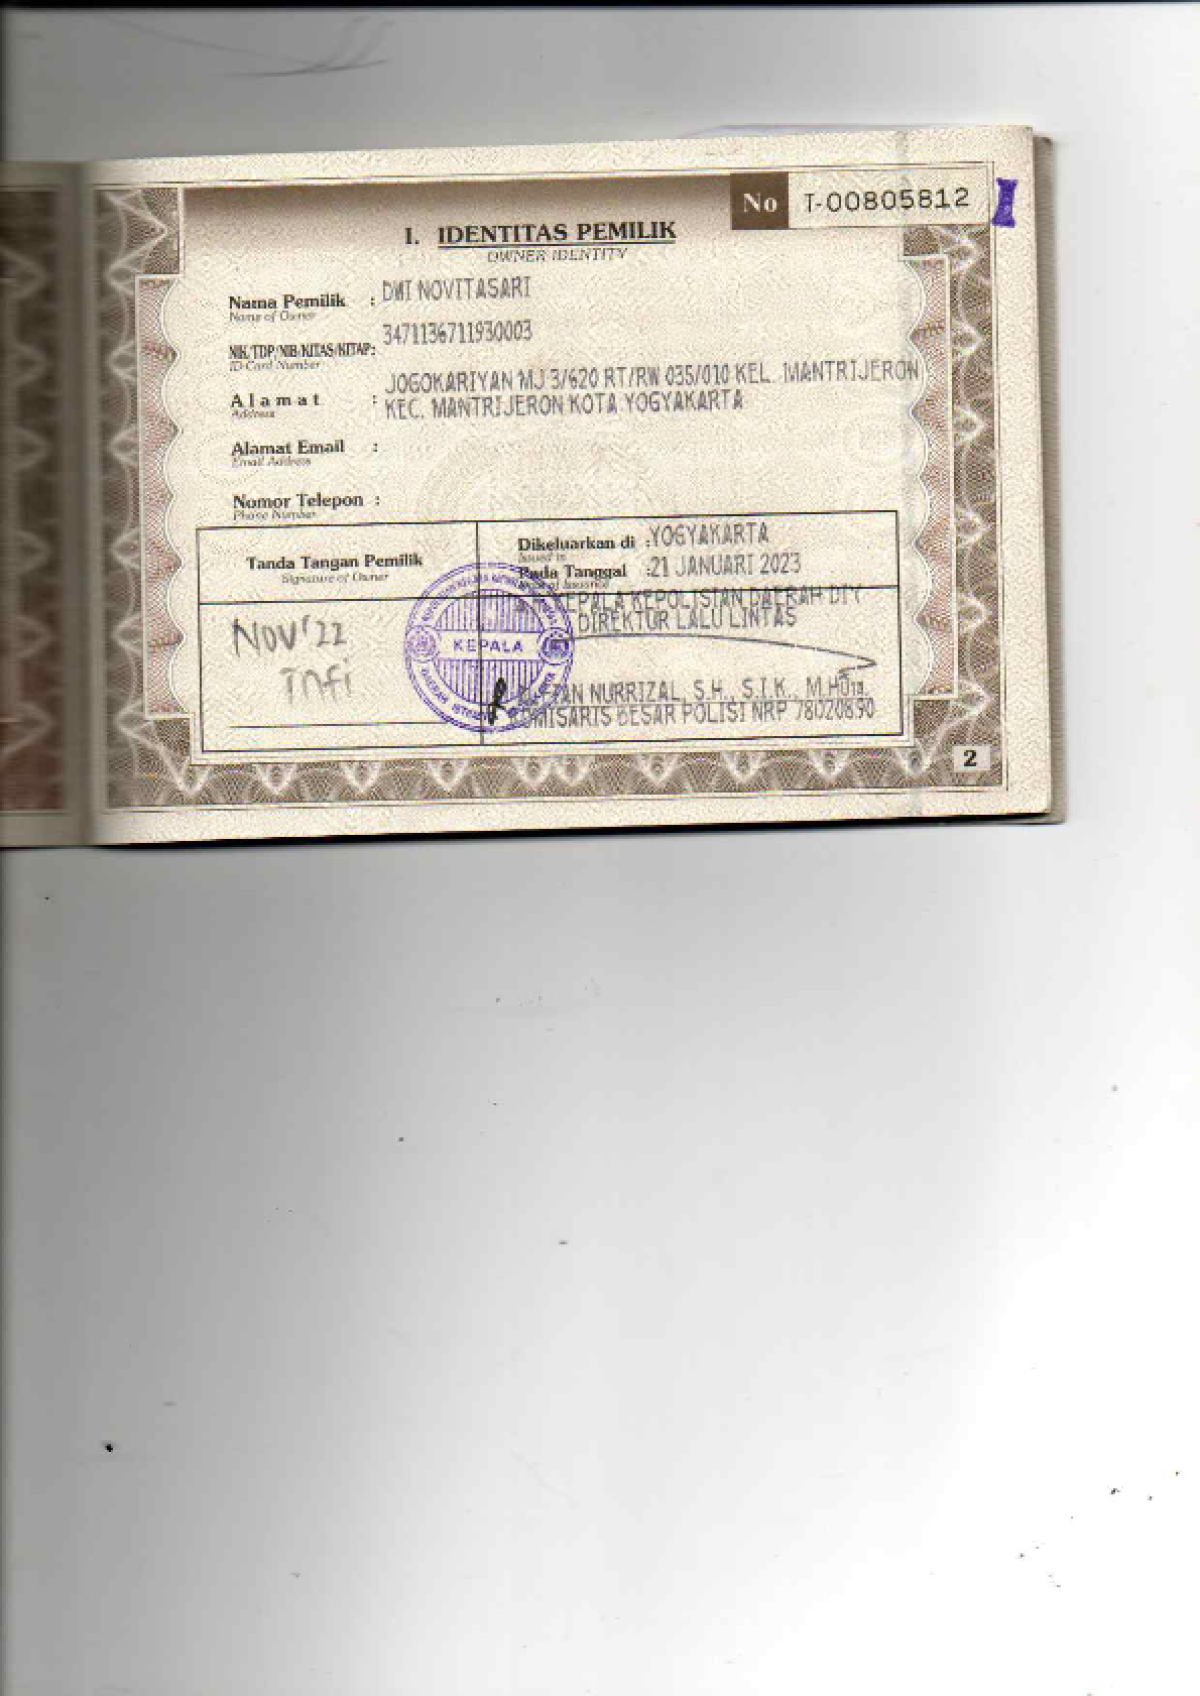 No T-00805812
I. IDENTITAS PEMILIK
OWNER IDENTITY
Nama Pemilik : DWI NOVITASARI
Name of Owner
NIK/TDP/NIB/KITAS/KITAP: 3471136711930003
ID Card Number
JOGOKARIYAN MJ 3/620 RT/RW 035/010 KEL. MANTRIJERON
Alamat : KEC. MANTRIJERON KOTA YOGYAKARTA
Address
Alamat Email :
Email Address
Nomor Telepon :
Phone Number
Tanda Tangan Pemilik
Signature of Owner
Dikeluarkan di : YOGYAKARTA
Issued in
Pada Tanggal : 21 JANUARI 2023
KEPALA KEPOLISIAN DAERAH DIY
DIREKTUR LALU LINTAS
Nov'22
KEPALA
NURRIZAL, S.H., S.I.K., M.Hum.
KOMISARIS BESAR POLISI NRP 78020890
2